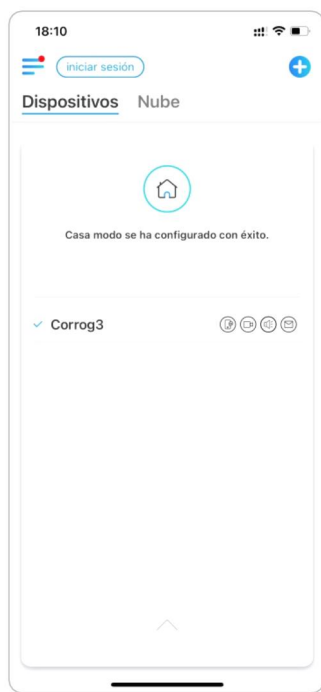 18:10
iniciar sesión
Dispositivos Nube
Casa modo se ha configurado con éxito.
Corrog3